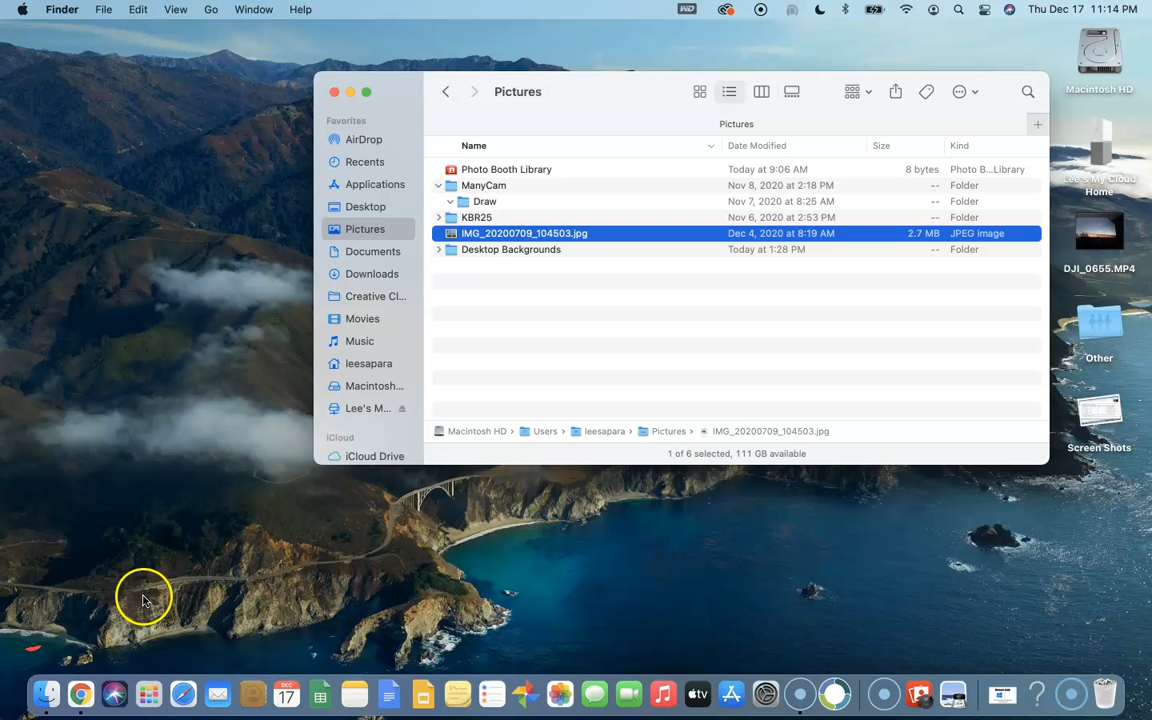 Finder File Edit View Go Window Help Thu Dec 17 11:14 PM
Pictures
Pictures
Name Date Modified Size Kind
Photo Booth Library Today at 9:06 AM 8 bytes Photo B...Library
ManyCam Nov 8, 2020 at 2:18 PM -- Folder
Draw Nov 7, 2020 at 8:25 AM -- Folder
KBR25 Nov 6, 2020 at 2:53 PM -- Folder
IMG_20200709_104503.jpg Dec 4, 2020 at 8:19 AM 2.7 MB JPEG image
Desktop Backgrounds Today at 1:28 PM -- Folder
Favorites
AirDrop
Recents
Applications
Desktop
Pictures
Documents
Downloads
Creative Cl...
Movies
Music
leesapara
Macintosh...
Lee's M...
iCloud
iCloud Drive
Macintosh HD › Users › leesapara › Pictures › IMG_20200709_104503.jpg
1 of 6 selected, 111 GB available
Macintosh HD
Lee's My Cloud
Home
DJI_0655.MP4
Other
Screen Shots
DEC
17
tv